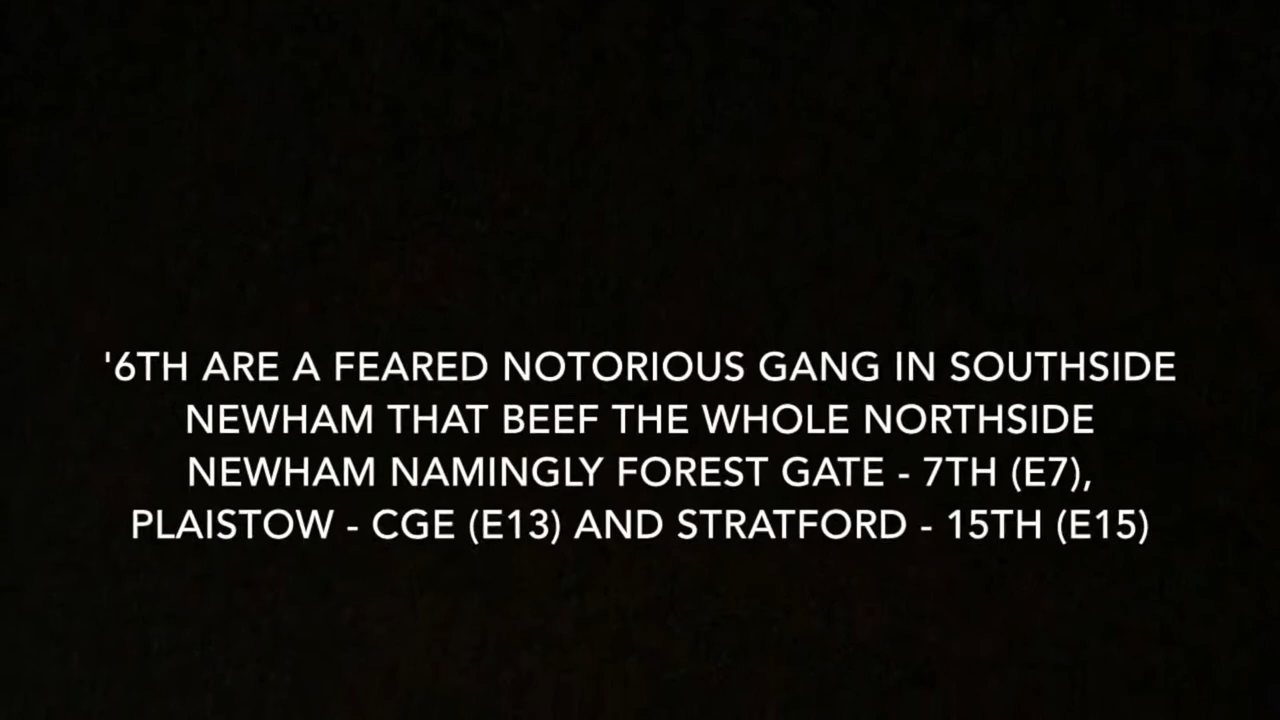 '6TH ARE A FEARED NOTORIOUS GANG IN SOUTHSIDE
NEWHAM THAT BEEF THE WHOLE NORTHSIDE
NEWHAM NAMINGLY FOREST GATE - 7TH (E7),
PLAISTOW - CGE (E13) AND STRATFORD - 15TH (E15)